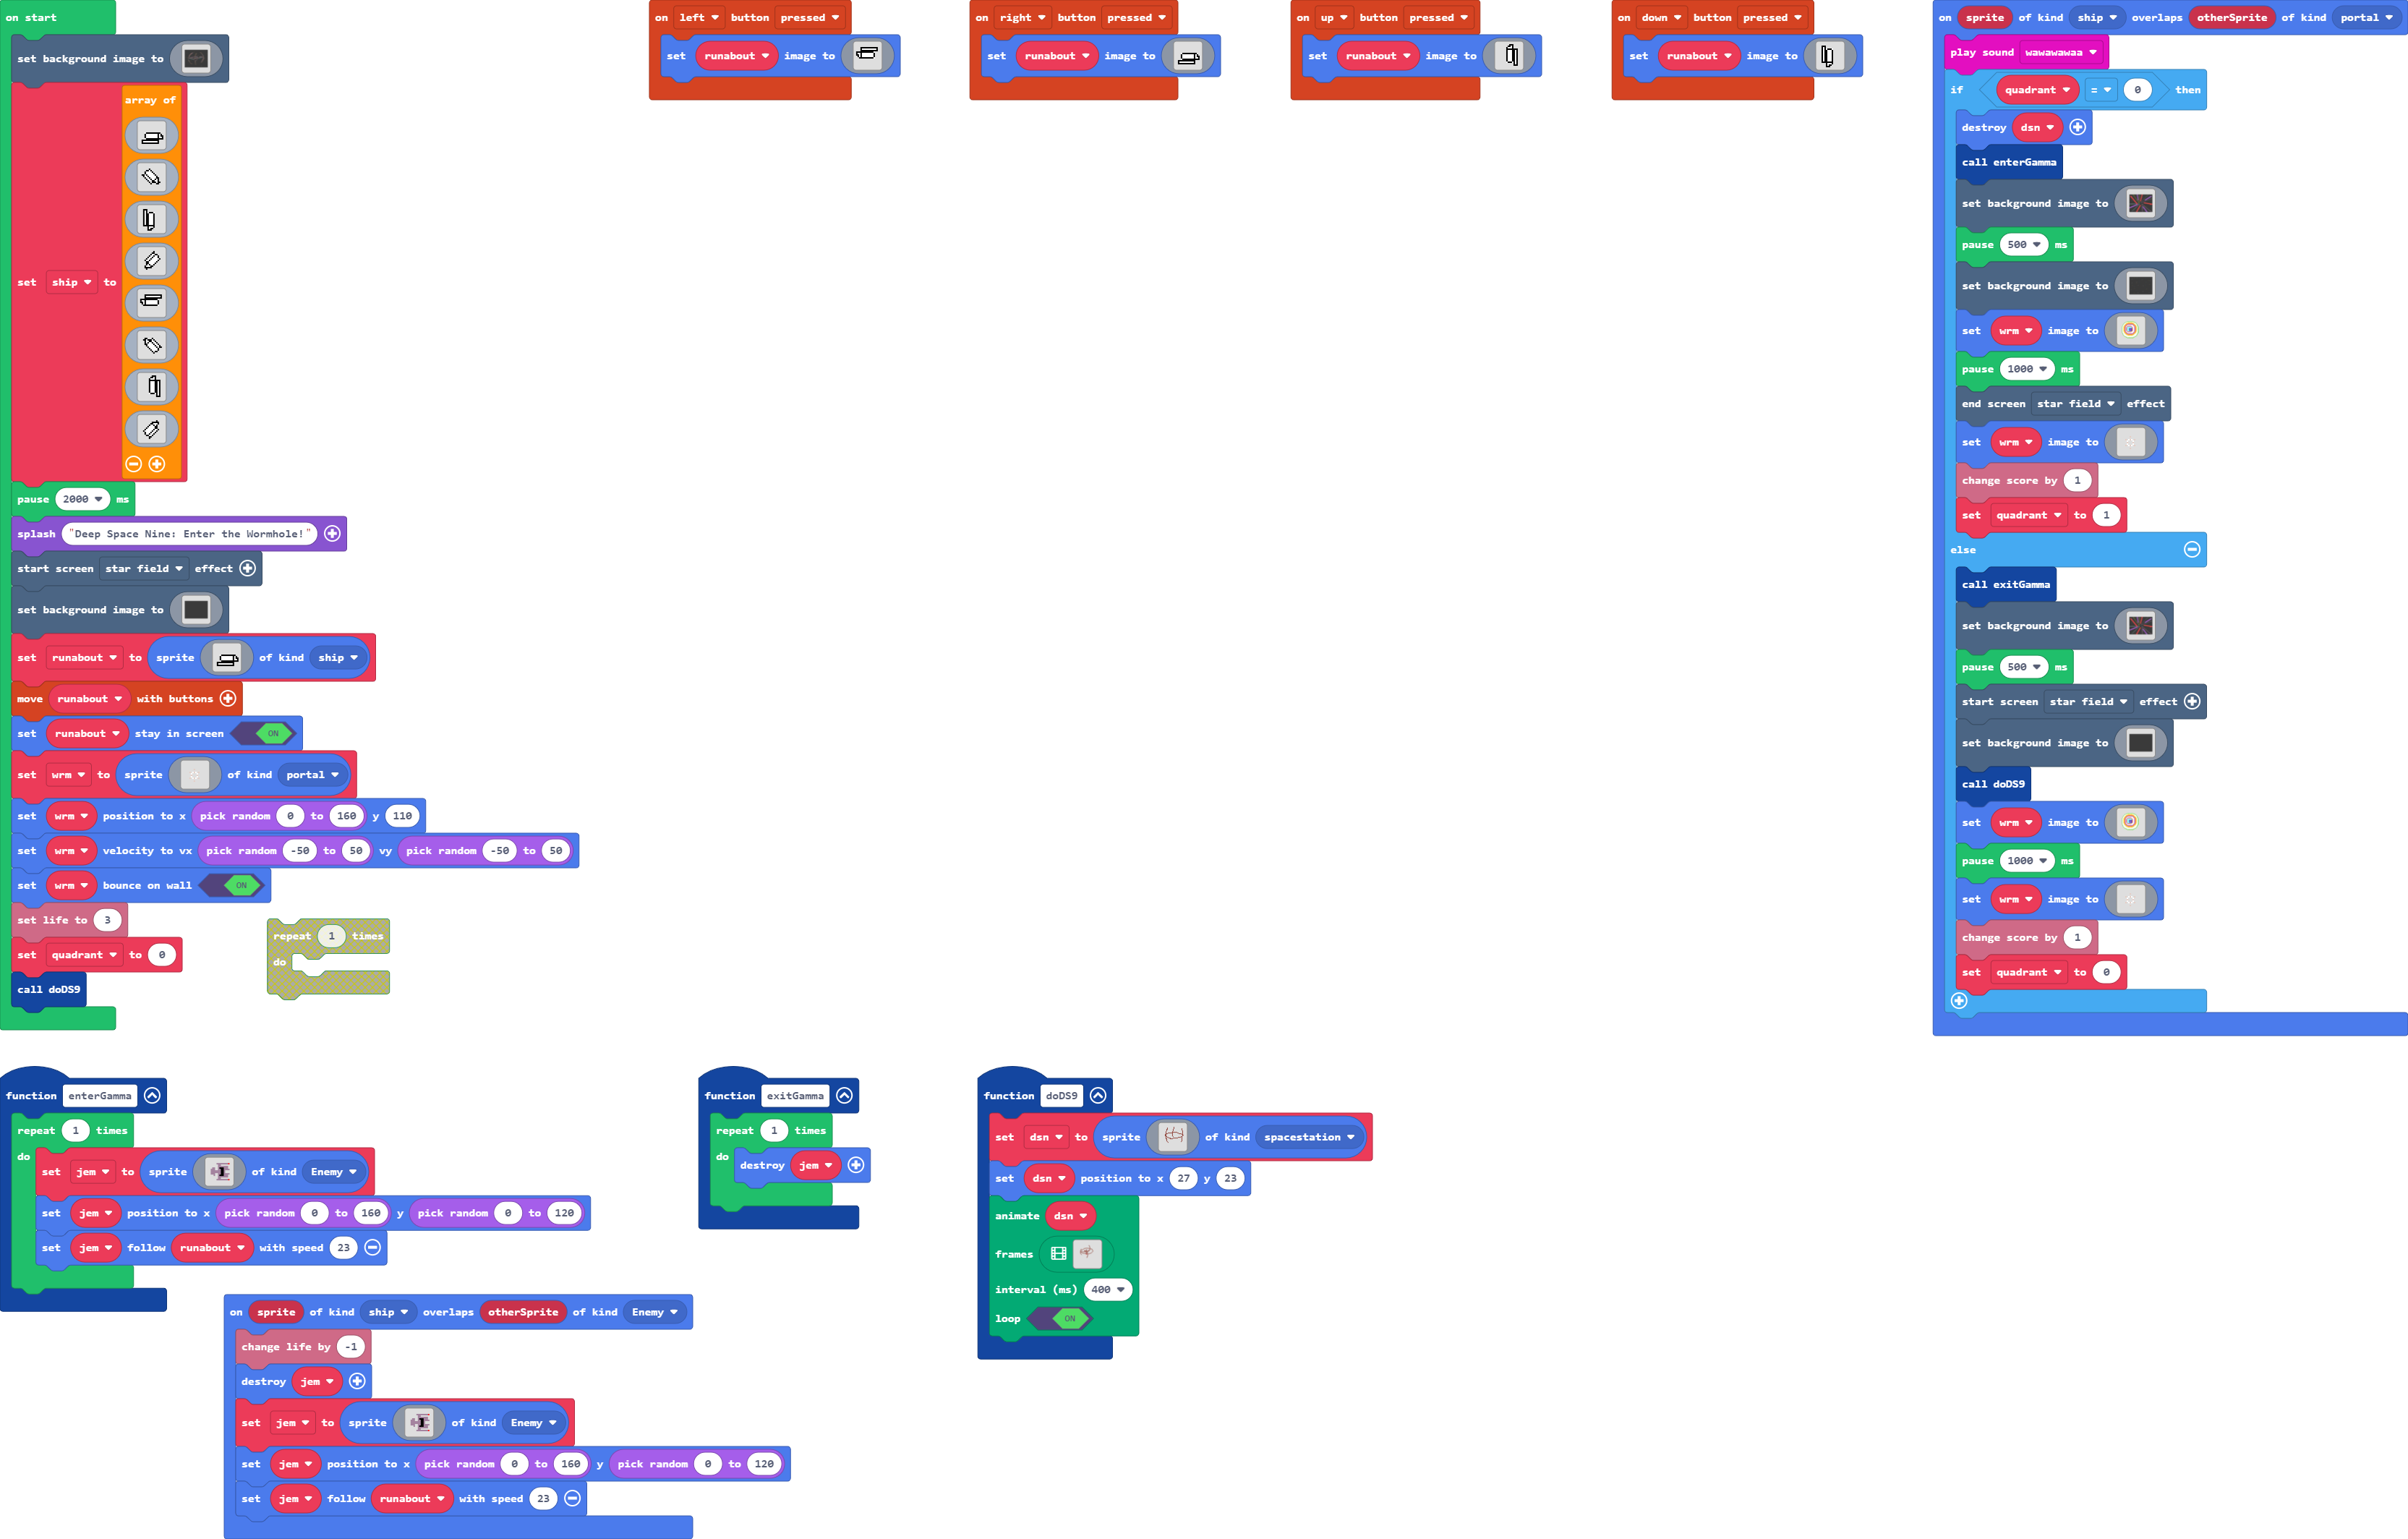 on start
set background image to
set ship to
array of
pause 2000 ms
splash "Deep Space Nine: Enter the Wormhole!"
start screen star field effect
set background image to
set runabout to sprite of kind ship
move runabout with buttons
set runabout stay in screen ON
set wrm to sprite of kind portal
set wrm position to x pick random 0 to 160 y 110
set wrm velocity to vx pick random -50 to 50 vy pick random -50 to 50
set wrm bounce on wall ON
set life to 3
set quadrant to 0
call doDS9
repeat 1 times
do
on left button pressed
set runabout image to
on right button pressed
set runabout image to
on up button pressed
set runabout image to
on down button pressed
set runabout image to
on sprite of kind ship overlaps otherSprite of kind portal
play sound wawawawaa
if quadrant = 0 then
destroy dsn
call enterGamma
set background image to
pause 500 ms
set background image to
set wrm image to
pause 1000 ms
end screen star field effect
set wrm image to
change score by 1
set quadrant to 1
else
call exitGamma
set background image to
pause 500 ms
start screen star field effect
set background image to
call doDS9
set wrm image to
pause 1000 ms
set wrm image to
change score by 1
set quadrant to 0
function enterGamma
repeat 1 times
do
set jem to sprite of kind Enemy
set jem position to x pick random 0 to 160 y pick random 0 to 120
set jem follow runabout with speed 23
function exitGamma
repeat 1 times
do
destroy jem
function doDS9
set dsn to sprite of kind spacestation
set dsn position to x 27 y 23
animate dsn
frames
interval (ms) 400
loop ON
on sprite of kind ship overlaps otherSprite of kind Enemy
change life by -1
destroy jem
set jem to sprite of kind Enemy
set jem position to x pick random 0 to 160 y pick random 0 to 120
set jem follow runabout with speed 23